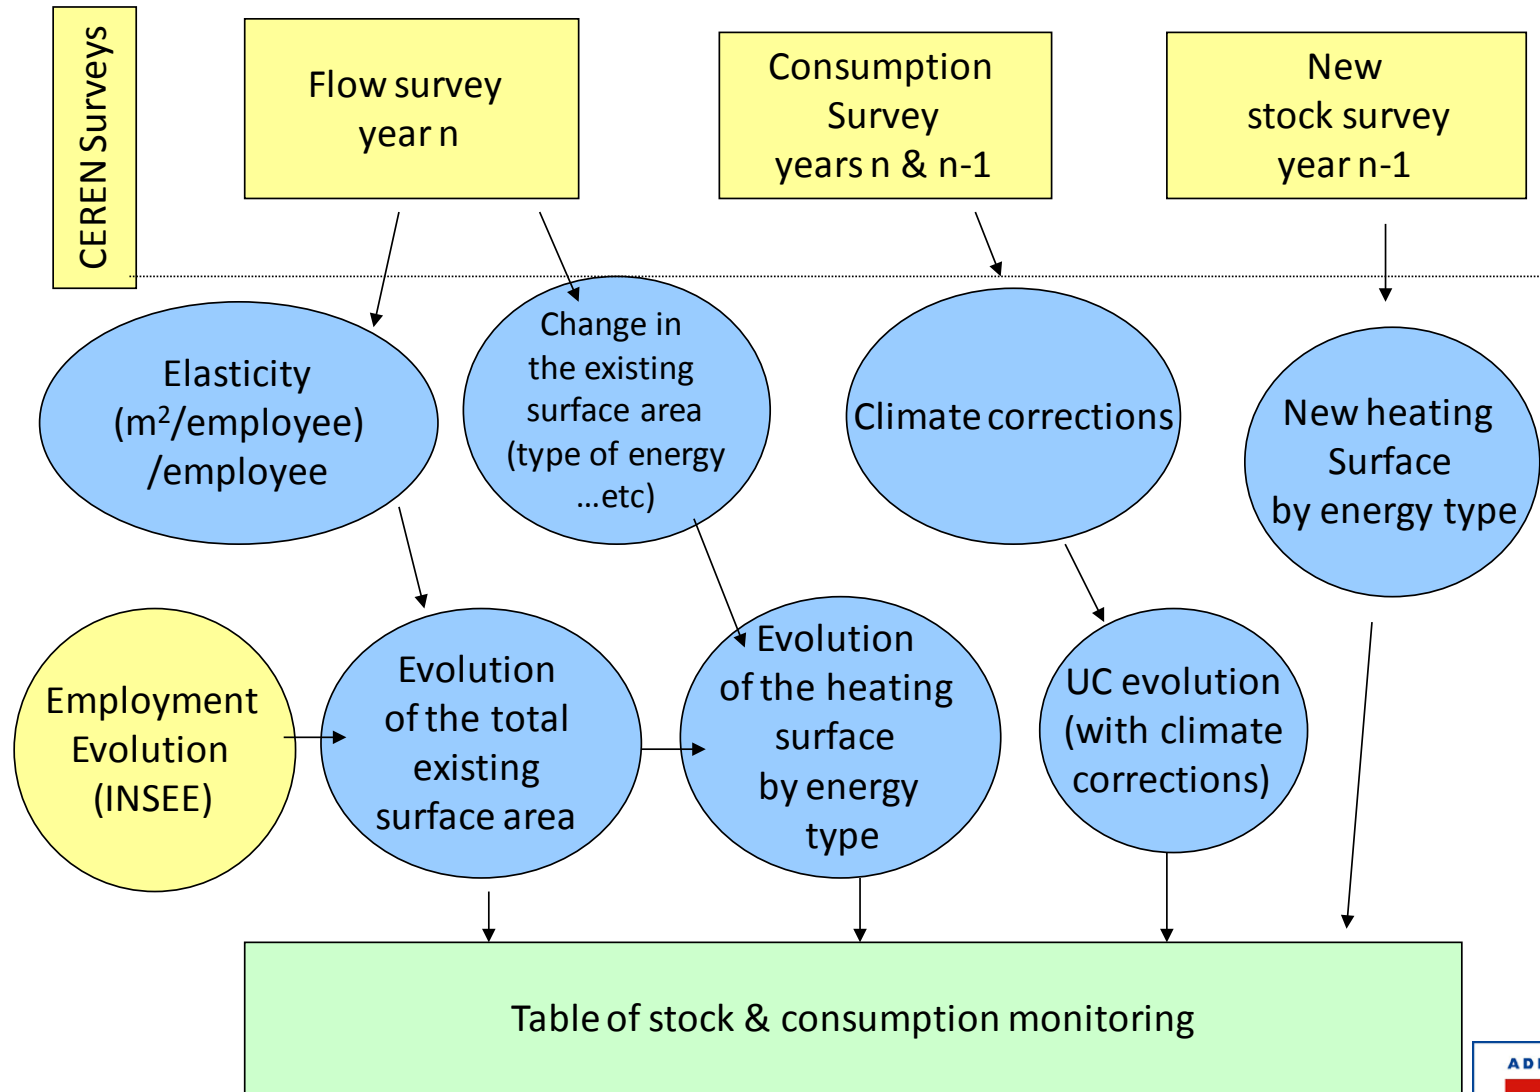 CEREN Surveys
Flow survey
year n
Consumption
Survey
years n & n-1
New
stock survey
year n-1
Elasticity
(m²/employee)
/employee
Change in
the existing
surface area
(type of energy
...etc)
Climate corrections
New heating
Surface
by energy type
Employment
Evolution
(INSEE)
Evolution
of the total
existing
surface area
Evolution
of the heating
surface
by energy
type
UC evolution
(with climate
corrections)
Table of stock & consumption monitoring